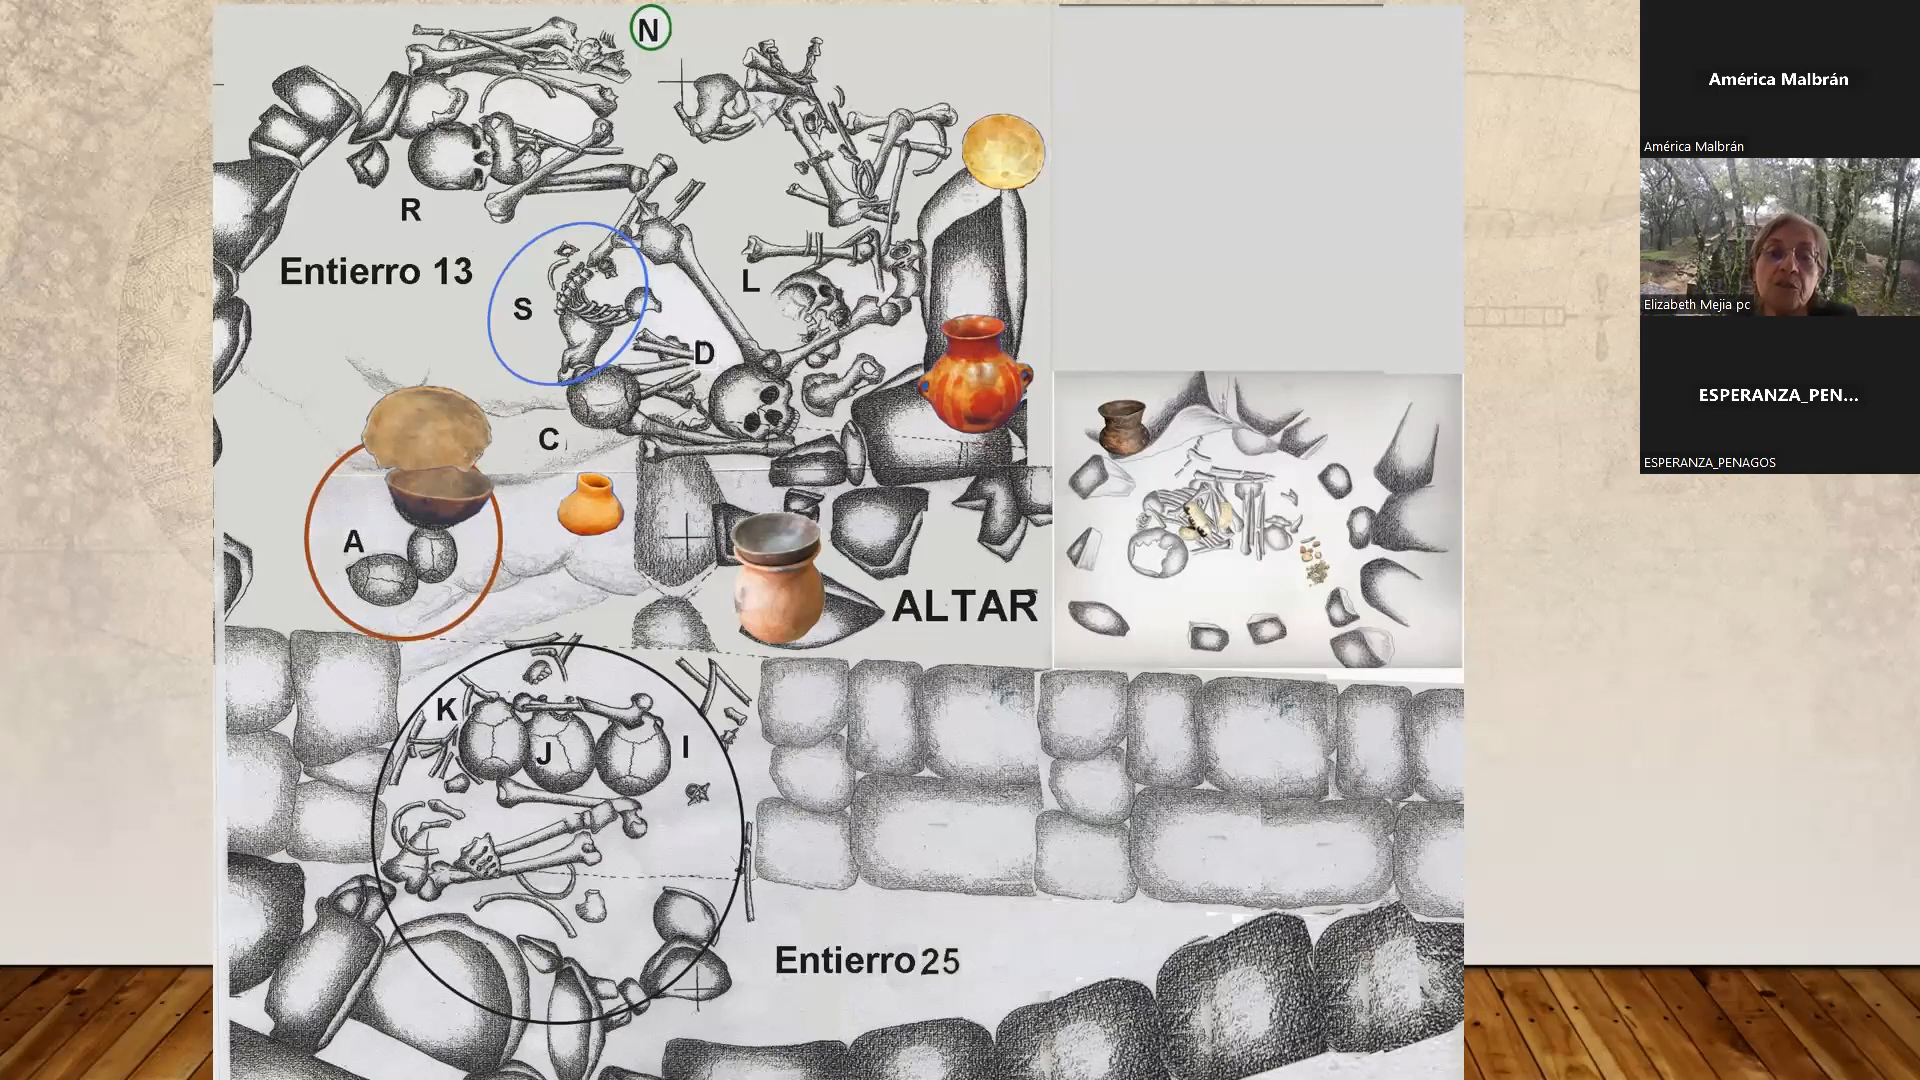 N
R
Entierro 13
S
L
D
C
A
ALTAR
K
J
I
Entierro 25
América Malbrán
América Malbrán
Elizabeth Mejia pc
ESPERANZA_PEN...
ESPERANZA_PENAGOS